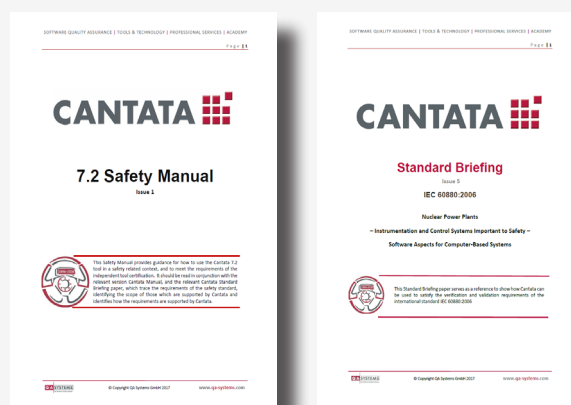 SOFTWARE QUALITY ASSURANCE | TOOLS & TECHNOLOGY | PROFESSIONAL SERVICES | ACADEMY
Page | 1
CANTATA
7.2 Safety Manual
Issue 1
This Safety Manual provides guidance for how to use the Cantata 7.2
tool in a safety related context, and to meet the requirements of the
independent tool certification. It should be read in conjunction with the
relevant version Cantata Manual, and the relevant Cantata Standard
Briefing paper, which trace the requirements of the safety standard,
identifying the scope of those which are supported by Cantata and
identifies how the requirements are supported by Cantata.
QA SYSTEMS
© Copyright QA Systems GmbH 2017
www.qa-systems.com
SOFTWARE QUALITY ASSURANCE | TOOLS & TECHNOLOGY | PROFESSIONAL SERVICES | ACADEMY
Page | 1
CANTATA
Standard Briefing
Issue 5
IEC 60880:2006
Nuclear Power Plants
– Instrumentation and Control Systems Important to Safety –
Software Aspects for Computer-Based Systems
This Standard Briefing paper serves as a reference to show how Cantata can
be used to satisfy the verification and validation requirements of the
international standard IEC 60880:2006
QA SYSTEMS
© Copyright QA Systems GmbH 2017
www.qa-systems.com